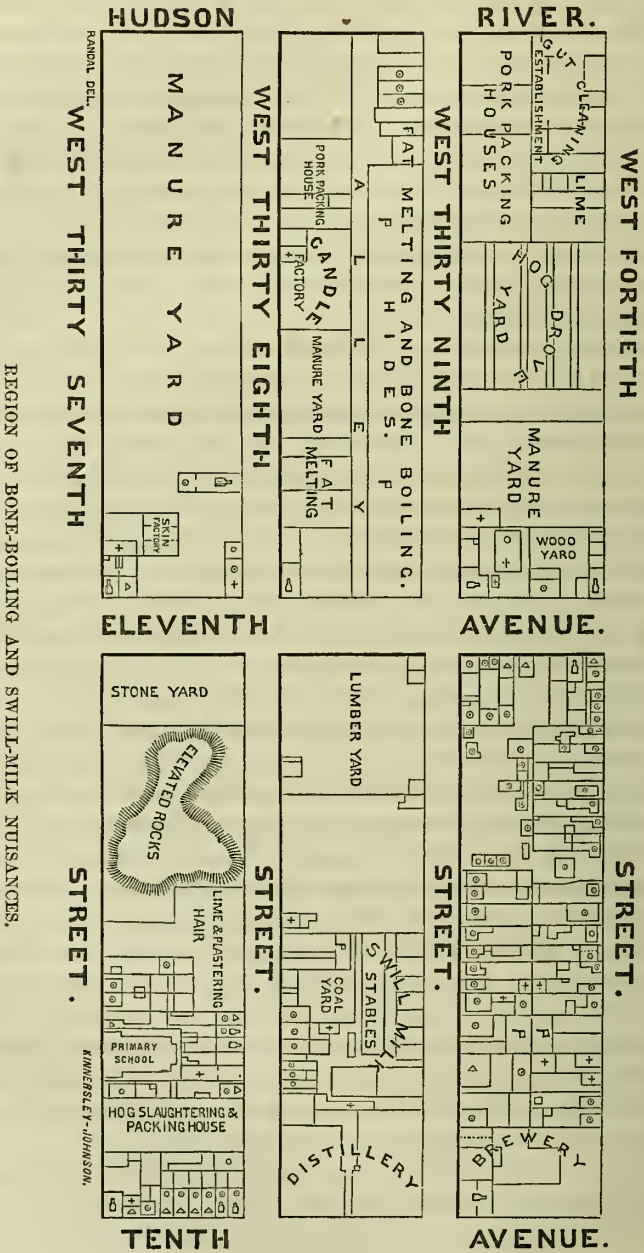 HUDSON RIVER.
RANDAL DEL.
WEST THIRTY SEVENTH STREET.
WEST THIRTY EIGHTH STREET.
WEST THIRTY NINTH STREET.
WEST FORTIETH STREET.
MANURE YARD
SKIN
FACTORY
PORK PACKING
HOUSE
CANDLE
FACTORY
MANURE YARD
FAT
MELTING
ALLEY
FAT MELTING AND BONE BOILING.
P HIDES. P
PORK PACKING
HOUSES
GUT CLEANING
ESTABLISHMENT
LIME
HOG DROVE
YARD
MANURE
YARD
WOOD
YARD
ELEVENTH AVENUE.
STONE YARD
ELEVATED ROCKS
LIME & PLASTERING
HAIR
PRIMARY
SCHOOL
HOG SLAUGHTERING &
PACKING HOUSE
LUMBER YARD
COAL
YARD
SWILL MILK
STABLES
DISTILLERY
P P
BREWERY
TENTH AVENUE.
KINNERSLEY-JOHNSON.
REGION OF BONE-BOILING AND SWILL-MILK NUISANCES.